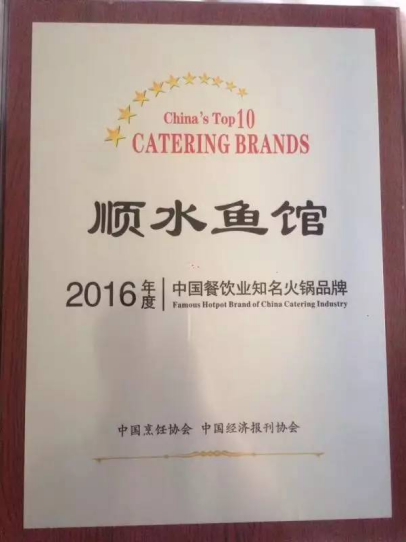 China's Top 10
CATERING BRANDS
顺水鱼馆
2016年度 中国餐饮业知名火锅品牌
Famous Hotpot Brand of China Catering Industry
中国烹饪协会 中国经济报刊协会